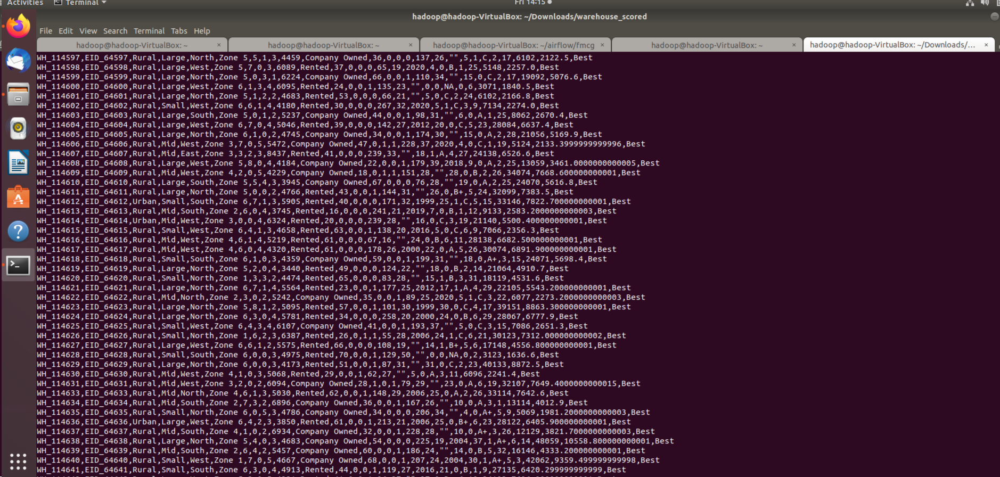 Activities Terminal Fri 14:15
hadoop@hadoop-VirtualBox: ~/Downloads/warehouse_scored
File Edit View Search Terminal Tabs Help
hadoop@hadoop-VirtualBox: ~ × hadoop@hadoop-VirtualBox: ~ × hadoop@hadoop-VirtualBox: ~/airflow/fmcg × hadoop@hadoop-VirtualBox: ~ × hadoop@hadoop-VirtualBox: ~/Downloads/... ×
WH_114597,EID_64597,Rural,Large,North,Zone 5,5,1,3,4459,Company Owned,36,0,0,0,137,26,"",5,1,C,2,17,6102,2122.5,Best
WH_114598,EID_64598,Rural,Large,West,Zone 5,7,0,3,6089,Rented,37,0,0,0,65,19,2020,4,0,B,1,25,5148,2257.0,Best
WH_114599,EID_64599,Rural,Large,North,Zone 5,0,3,1,6224,Company Owned,66,0,0,1,110,34,"",15,0,C,2,17,19092,5076.6,Best
WH_114600,EID_64600,Rural,Large,West,Zone 6,1,3,4,6095,Rented,24,0,0,1,135,23,"",0,0,NA,0,6,3071,1840.5,Best
WH_114601,EID_64601,Rural,Large,North,Zone 5,1,2,2,4683,Rented,53,0,0,0,66,21,"",5,0,C,2,24,6102,2166.8,Best
WH_114602,EID_64602,Rural,Small,West,Zone 6,6,1,4,4180,Rented,30,0,0,0,267,32,2020,5,1,C,3,9,7134,2274.0,Best
WH_114603,EID_64603,Rural,Large,South,Zone 5,0,1,2,5237,Company Owned,44,0,0,1,98,31,"",6,0,A,1,25,8062,2670.4,Best
WH_114604,EID_64604,Rural,Large,West,Zone 6,7,0,4,5046,Rented,39,0,0,0,142,27,2012,20,0,C,5,23,28084,6637.4,Best
WH_114605,EID_64605,Rural,Large,North,Zone 6,1,0,2,4745,Company Owned,34,0,0,1,174,30,"",15,0,A,2,28,21056,5169.9,Best
WH_114606,EID_64606,Rural,Mid,West,Zone 3,7,0,5,5472,Company Owned,47,0,1,1,228,37,2020,4,0,C,1,19,5124,2133.3999999999996,Best
WH_114607,EID_64607,Rural,Mid,East,Zone 3,3,2,3,8437,Rented,41,0,0,0,239,33,"",18,1,A,4,27,24138,6526.6,Best
WH_114608,EID_64608,Rural,Large,West,Zone 5,8,0,4,4184,Company Owned,22,0,0,1,179,39,2018,9,0,A,2,25,13059,3461.0000000000005,Best
WH_114609,EID_64609,Rural,Mid,West,Zone 4,2,0,5,4229,Company Owned,18,0,1,1,151,28,"",28,0,B,2,26,34074,7668.600000000001,Best
WH_114610,EID_64610,Rural,Large,South,Zone 5,5,4,3,3945,Company Owned,67,0,0,0,76,28,"",19,0,A,2,25,24070,5616.8,Best
WH_114611,EID_64611,Rural,Large,North,Zone 5,0,0,2,4766,Rented,43,0,0,1,144,31,"",26,0,B+,5,24,32099,7383.5,Best
WH_114612,EID_64612,Urban,Small,South,Zone 6,7,1,3,5905,Rented,40,0,0,0,171,32,1999,25,1,C,5,15,33146,7822.700000000001,Best
WH_114613,EID_64613,Rural,Mid,South,Zone 2,6,0,4,3745,Rented,16,0,0,0,241,21,2019,7,0,B,1,12,9133,2583.2000000000003,Best
WH_114614,EID_64614,Urban,Mid,West,Zone 3,0,0,4,6324,Rented,20,0,0,0,239,28,"",16,0,C,3,19,21140,5500.400000000001,Best
WH_114615,EID_64615,Rural,Small,West,Zone 6,4,1,3,4658,Rented,63,0,0,1,138,20,2016,5,0,C,6,9,7066,2356.3,Best
WH_114616,EID_64616,Rural,Mid,West,Zone 4,6,1,4,5219,Rented,61,0,0,0,67,16,"",24,0,B,6,11,28138,6682.500000000001,Best
WH_114617,EID_64617,Rural,Mid,West,Zone 4,6,0,4,4320,Rented,61,0,0,0,178,26,2000,22,0,A,5,26,30074,6891.900000000001,Best
WH_114618,EID_64618,Rural,Small,South,Zone 6,1,0,3,4359,Company Owned,59,0,0,1,199,31,"",18,0,A+,3,15,24071,5698.4,Best
WH_114619,EID_64619,Rural,Large,North,Zone 5,2,0,4,3440,Rented,49,0,0,0,124,22,"",18,0,B,2,14,21064,4910.7,Best
WH_114620,EID_64620,Rural,Small,North,Zone 1,3,3,2,4474,Rented,65,0,0,0,83,28,"",15,1,B,3,31,18119,4531.6,Best
WH_114621,EID_64621,Rural,Large,North,Zone 6,7,1,4,5564,Rented,23,0,0,1,177,25,2012,17,1,A,4,29,22105,5543.200000000001,Best
WH_114622,EID_64622,Rural,Mid,North,Zone 2,3,0,2,5242,Company Owned,35,0,0,1,89,25,2020,5,1,C,3,22,6077,2273.2000000000003,Best
WH_114623,EID_64623,Rural,Large,North,Zone 5,8,1,2,5095,Rented,57,0,0,1,101,30,1999,30,0,C,4,17,39151,8863.300000000001,Best
WH_114624,EID_64624,Rural,Large,North,Zone 6,3,0,4,5781,Rented,34,0,0,0,258,20,2000,24,0,B,6,29,28067,6777.9,Best
WH_114625,EID_64625,Rural,Small,West,Zone 6,4,3,4,6107,Company Owned,41,0,0,1,193,37,"",5,0,C,3,15,7086,2651.3,Best
WH_114626,EID_64626,Rural,Small,North,Zone 1,6,2,3,6387,Rented,26,0,1,1,55,28,2006,24,1,C,6,21,30123,7312.000000000002,Best
WH_114627,EID_64627,Rural,Large,West,Zone 6,6,1,2,5575,Rented,66,0,0,0,108,19,"",14,1,B+,5,6,17148,4556.800000000001,Best
WH_114628,EID_64628,Rural,Small,South,Zone 6,0,0,3,4975,Rented,70,0,0,1,129,50,"",0,0,NA,0,2,3123,1636.6,Best
WH_114629,EID_64629,Rural,Large,North,Zone 6,0,0,3,4173,Rented,51,0,0,1,87,31,"",31,0,C,2,23,40133,8872.5,Best
WH_114630,EID_64630,Rural,Mid,West,Zone 4,1,0,3,5068,Rented,29,0,0,1,62,27,"",5,0,A,3,11,6096,2241.4,Best
WH_114631,EID_64631,Rural,Mid,West,Zone 3,2,0,2,6094,Company Owned,28,1,0,1,79,29,"",23,0,A,6,19,32107,7649.4000000000015,Best
WH_114633,EID_64633,Rural,Mid,North,Zone 4,6,1,3,5030,Rented,62,0,0,1,148,29,2006,25,0,A,2,26,33114,7642.6,Best
WH_114634,EID_64634,Rural,Mid,South,Zone 2,7,3,2,6896,Company Owned,36,0,0,1,167,26,"",10,0,A,3,1,13114,4012.9,Best
WH_114635,EID_64635,Rural,Small,North,Zone 6,0,5,3,4786,Company Owned,34,0,0,0,206,34,"",4,0,A+,5,9,5069,1981.2000000000003,Best
WH_114636,EID_64636,Urban,Large,West,Zone 6,4,2,3,3850,Rented,61,0,0,1,213,21,2006,25,0,B+,6,23,28122,6405.900000000001,Best
WH_114637,EID_64637,Rural,Mid,South,Zone 4,1,0,2,6934,Company Owned,32,0,0,1,228,28,"",10,0,A+,3,26,12129,3821.7000000000003,Best
WH_114638,EID_64638,Rural,Large,North,Zone 5,4,0,3,4683,Company Owned,54,0,0,0,225,19,2004,37,1,A+,6,14,48059,10558.800000000001,Best
WH_114639,EID_64639,Rural,Mid,South,Zone 2,6,4,2,5457,Company Owned,60,0,0,1,186,24,"",14,0,B,5,32,16146,4333.200000000001,Best
WH_114640,EID_64640,Rural,Small,West,Zone 1,7,0,5,4667,Company Owned,68,0,0,1,207,24,2004,30,1,A+,5,3,42062,9359.499999999998,Best
WH_114641,EID_64641,Rural,Small,West,Zone 6,3,0,4,4913,Rented,44,0,0,1,119,27,2016,21,0,B,1,9,27135,6420.299999999999,Best